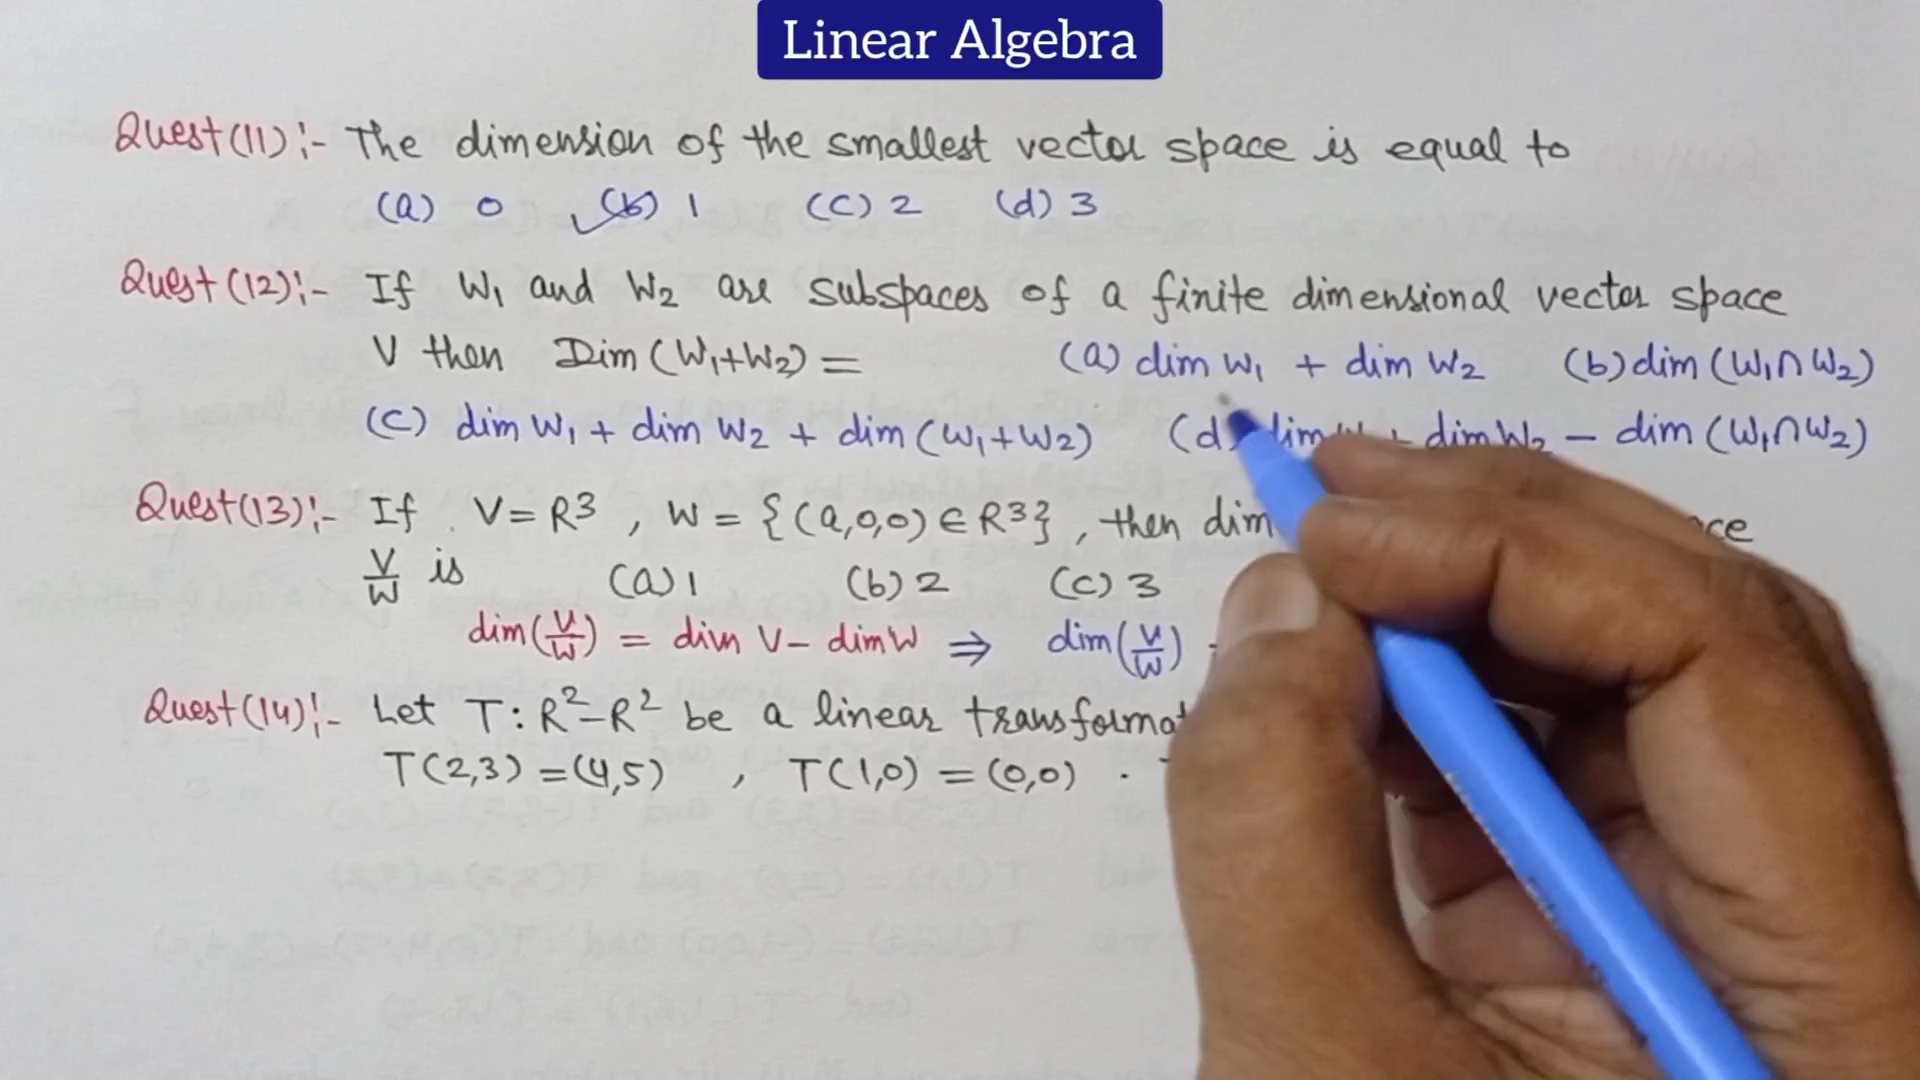 Linear Algebra
Quest(11):- The dimension of the smallest vector space is equal to
(a) 0 (b) 1 (c) 2 (d) 3
Quest(12):- If W₁ and W₂ are subspaces of a finite dimensional vector space
V then Dim (W₁+W₂) = (a) dim W₁ + dim W₂ (b) dim (W₁∩W₂)
(c) dim W₁ + dim W₂ + dim (W₁+W₂) (d) dim W₁ + dim W₂ – dim (W₁∩W₂)
Quest(13):- If V = R³ , W = {(a,0,0) ∈ R³} , then dim
V/W is (a) 1 (b) 2 (c) 3
dim(V/W) = dim V – dim W ⇒ dim(V/W)
Quest(14):- Let T: R² – R² be a linear
T(2,3) = (4,5) , T(1,0) = (0,0) .